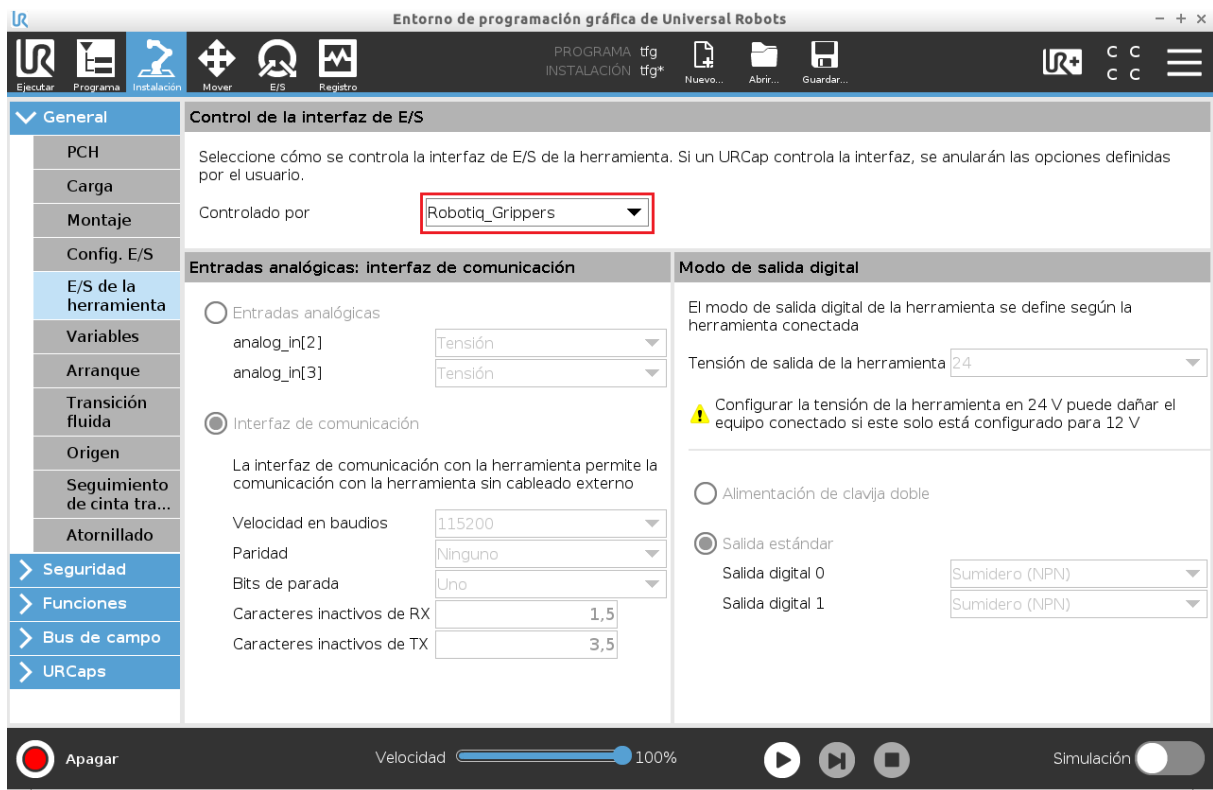 UR
Entorno de programación gráfica de Universal Robots
UR
Ejecutar
Programa
Instalación
Mover
E/S
Registro
PROGRAMA tfg
INSTALACIÓN tfg*
Nuevo...
Abrir...
Guardar...
UR+
C C
C C
General
PCH
Carga
Montaje
Config. E/S
E/S de la
herramienta
Variables
Arranque
Transición
fluida
Origen
Seguimiento
de cinta tra...
Atornillado
Seguridad
Funciones
Bus de campo
URCaps
Control de la interfaz de E/S
Seleccione cómo se controla la interfaz de E/S de la herramienta. Si un URCap controla la interfaz, se anularán las opciones definidas
por el usuario.
Controlado por Robotiq_Grippers
Entradas analógicas: interfaz de comunicación
Entradas analógicas
analog_in[2] Tensión
analog_in[3] Tensión
Interfaz de comunicación
La interfaz de comunicación con la herramienta permite la
comunicación con la herramienta sin cableado externo
Velocidad en baudios 115200
Paridad Ninguno
Bits de parada Uno
Caracteres inactivos de RX 1,5
Caracteres inactivos de TX 3,5
Modo de salida digital
El modo de salida digital de la herramienta se define según la
herramienta conectada
Tensión de salida de la herramienta 24
Configurar la tensión de la herramienta en 24 V puede dañar el
equipo conectado si este solo está configurado para 12 V
Alimentación de clavija doble
Salida estándar
Salida digital 0 Sumidero (NPN)
Salida digital 1 Sumidero (NPN)
Apagar
Velocidad 100%
Simulación